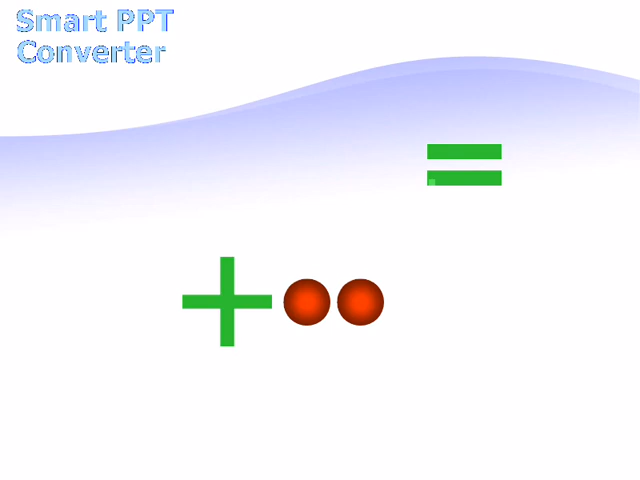 Smart PPT
Converter
=
+